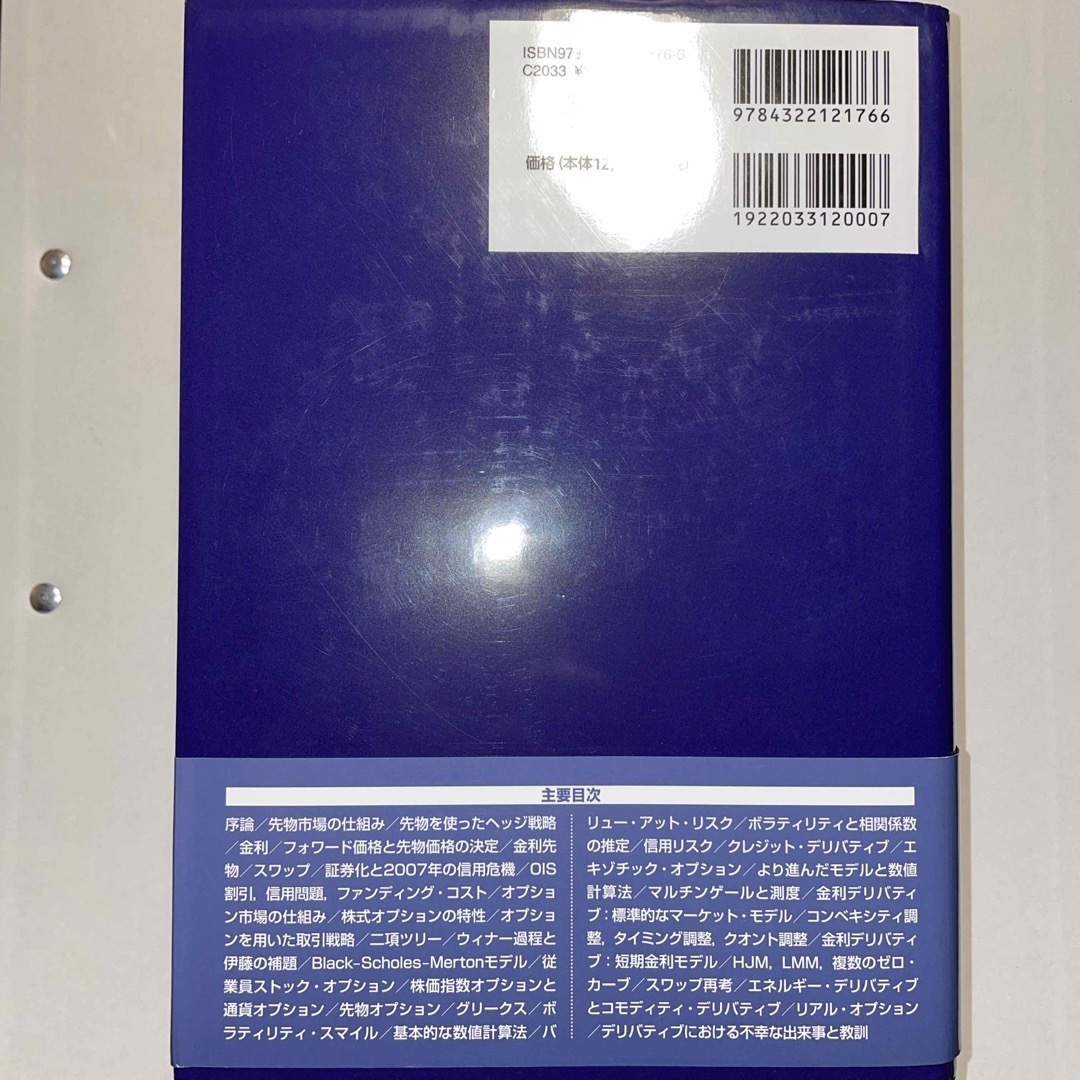 ISBN97 76-6
C2033 ¥
9784322121766
価格(本体12,
1922033120007
主要目次
序論/先物市場の仕組み/先物を使ったヘッジ戦略
/金利/フォワード価格と先物価格の決定/金利先
物/スワップ/証券化と2007年の信用危機/OIS
割引,信用問題,ファンディング・コスト/オプショ
ン市場の仕組み/株式オプションの特性/オプショ
ンを用いた取引戦略/二項ツリー/ウィナー過程と
伊藤の補題/Black-Scholes-Mertonモデル/従
業員ストック・オプション/株価指数オプションと
通貨オプション/先物オプション/グリークス/ボ
ラティリティ・スマイル/基本的な数値計算法/バ
リュー・アット・リスク/ボラティリティと相関係数
の推定/信用リスク/クレジット・デリバティブ/エ
キゾチック・オプション/より進んだモデルと数値
計算法/マルチンゲールと測度/金利デリバティ
ブ:標準的なマーケット・モデル/コンベキシティ調
整,タイミング調整,クオント調整/金利デリバティ
ブ:短期金利モデル/HJM,LMM,複数のゼロ・
カーブ/スワップ再考/エネルギー・デリバティブ
とコモディティ・デリバティブ/リアル・オプション
/デリバティブにおける不幸な出来事と教訓